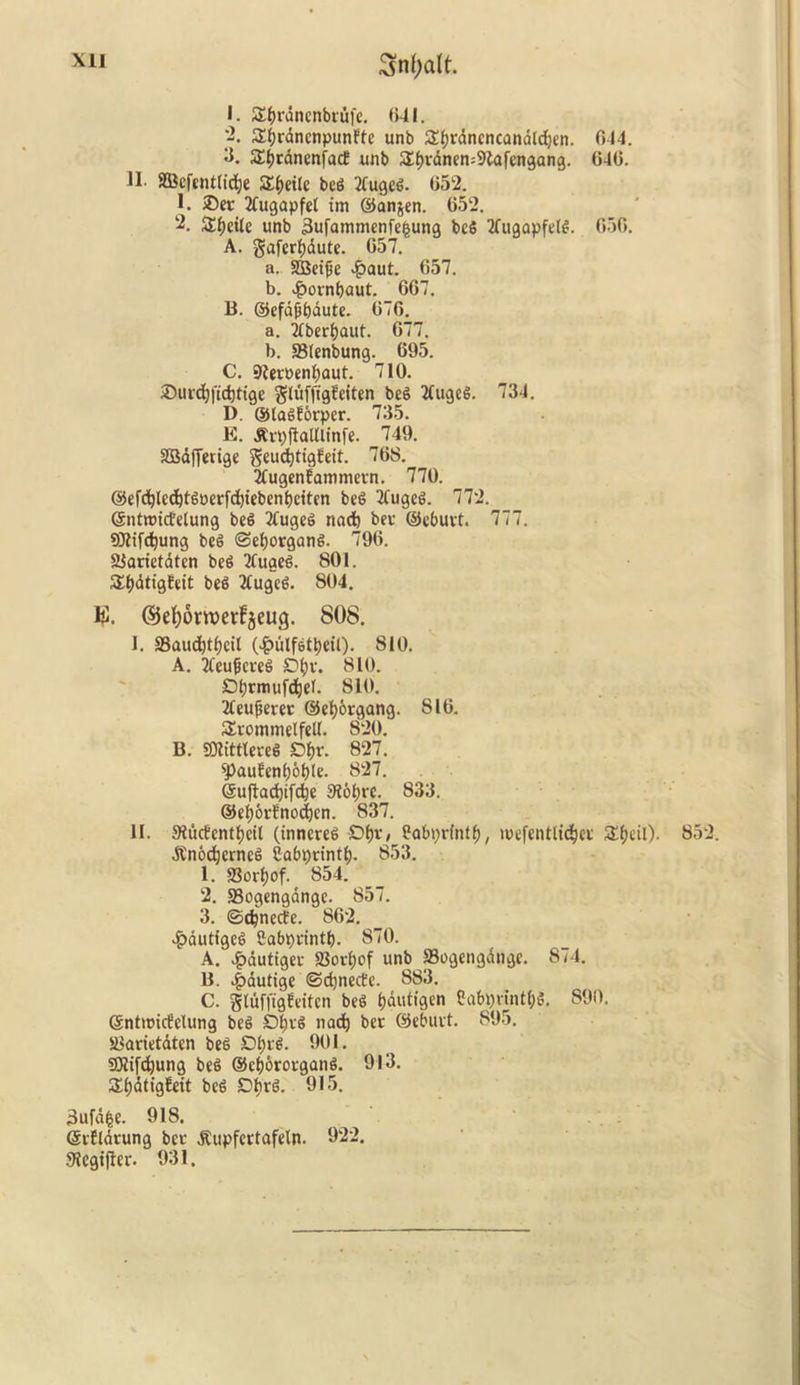 XII
Inhalt.
1. Thränenbrüse. 641.
2. Thränenpunkte und Thränencanälchen. 644.
3. Thränensack und Thränen-Nasengang. 646.
II. Wesentliche Theile des Auges. 652.
1. Der Augapfel im Ganzen. 652.
2. Theile und Zusammensetzung des Augapfels. 656.
A. Faserhäute. 657.
a. Weiße Haut. 657.
b. Hornhaut. 667.
B. Gefäßhäute. 676.
a. Aderhaut. 677.
b. Blendung. 695.
C. Nervenhaut. 710.
Durchsichtige Flüssigkeiten des Auges. 734.
D. Glaskörper. 735.
E. Krystalllinse. 749.
Wässerige Feuchtigkeit. 768.
Augenkammern. 770.
Geschlechtsverschiedenheiten des Auges. 772.
Entwickelung des Auges nach der Geburt. 777.
Mischung des Sehorgans. 796.
Varietäten des Auges. 801.
Thätigkeit des Auges. 804.
E. Gehörwerkzeug. 808.
I. Bauchtheil (Hülfstheil). 810.
A. Aeußeres Ohr. 810.
Ohrmuschel. 810.
Aeußerer Gehörgang. 816.
Trommelfell. 820.
B. Mittleres Ohr. 827.
Paukenhöhle. 827.
Eustachische Röhre. 833.
Gehörknochen. 837.
II. Rückentheil (inneres Ohr, Labyrinth, wesentlicher Theil). 852.
Knöchernes Labyrinth. 853.
1. Vorhof. 854.
2. Bogengänge. 857.
3. Schnecke. 862.
Häutiges Labyrinth. 870.
A. Häutiger Vorhof und Bogengänge. 874.
B. Häutige Schnecke. 883.
C. Flüssigkeiten des häutigen Labyrinths. 890.
Entwickelung des Ohrs nach der Geburt. 895.
Varietäten des Ohrs. 901.
Mischung des Gehörorgans. 913.
Thätigkeit des Ohrs. 915.
Zusätze. 918.
Erklärung der Kupfertafeln. 922.
Register. 931.